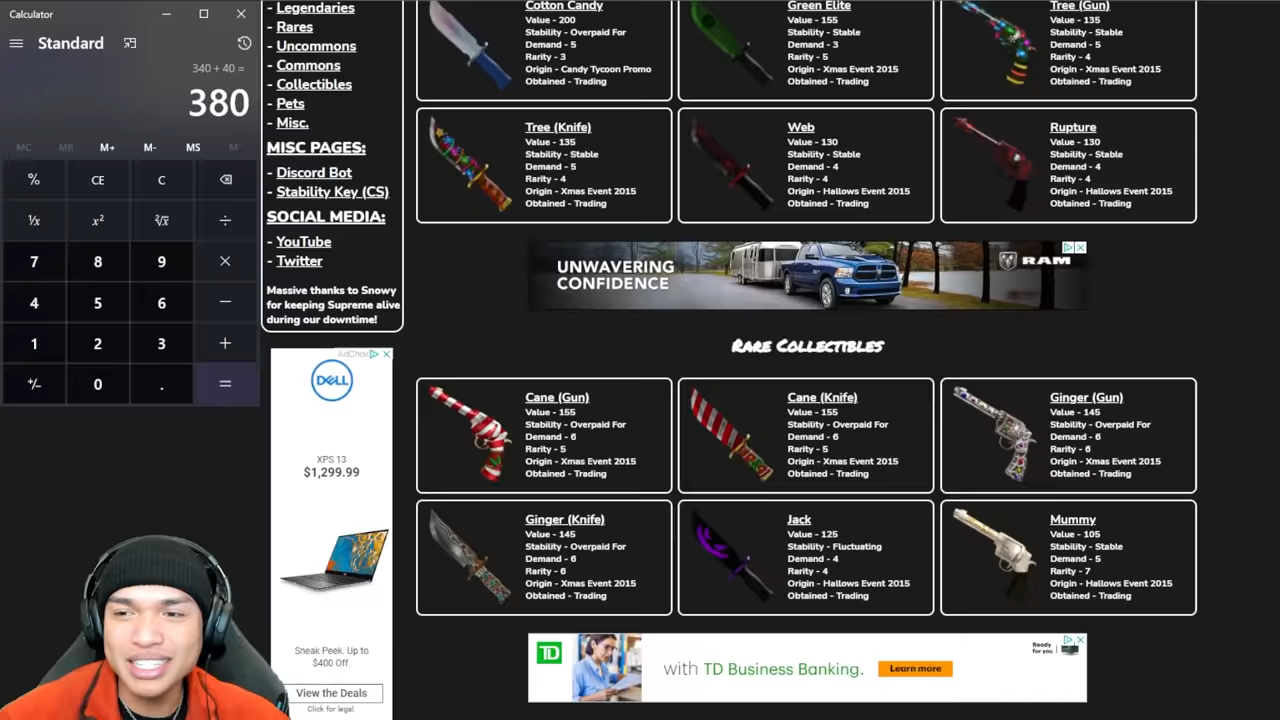 Calculator
Standard
340 + 40 =
380
MC MR M+ M- MS
% CE C
¹/x x² ²√x ÷
7 8 9 ×
4 5 6 −
1 2 3 +
+/- 0 . =
- Legendaries
- Rares
- Uncommons
- Commons
- Collectibles
- Pets
- Misc.
MISC PAGES:
- Discord Bot
- Stability Key (CS)
SOCIAL MEDIA:
- YouTube
- Twitter
Massive thanks to Snowy
for keeping Supreme alive
during our downtime!
AdChoices
DELL
XPS 13
$1,299.99
Sneak Peek. Up to
$400 Off.
View the Deals
Click for legal
Cotton Candy
Value - 200
Stability - Overpaid For
Demand - 5
Rarity - 3
Origin - Candy Tycoon Promo
Obtained - Trading
Green Elite
Value - 155
Stability - Stable
Demand - 3
Rarity - 5
Origin - Xmas Event 2015
Obtained - Trading
Tree (Gun)
Value - 135
Stability - Stable
Demand - 5
Rarity - 4
Origin - Xmas Event 2015
Obtained - Trading
Tree (Knife)
Value - 135
Stability - Stable
Demand - 5
Rarity - 4
Origin - Xmas Event 2015
Obtained - Trading
Web
Value - 130
Stability - Stable
Demand - 4
Rarity - 4
Origin - Hallows Event 2015
Obtained - Trading
Rupture
Value - 130
Stability - Stable
Demand - 4
Rarity - 4
Origin - Hallows Event 2015
Obtained - Trading
UNWAVERING
CONFIDENCE
RAM
Rare Collectibles
Cane (Gun)
Value - 155
Stability - Overpaid For
Demand - 6
Rarity - 5
Origin - Xmas Event 2015
Obtained - Trading
Cane (Knife)
Value - 155
Stability - Overpaid For
Demand - 6
Rarity - 5
Origin - Xmas Event 2015
Obtained - Trading
Ginger (Gun)
Value - 145
Stability - Overpaid For
Demand - 6
Rarity - 6
Origin - Xmas Event 2015
Obtained - Trading
Ginger (Knife)
Value - 145
Stability - Overpaid For
Demand - 6
Rarity - 6
Origin - Xmas Event 2015
Obtained - Trading
Jack
Value - 125
Stability - Fluctuating
Demand - 4
Rarity - 4
Origin - Hallows Event 2015
Obtained - Trading
Mummy
Value - 105
Stability - Stable
Demand - 5
Rarity - 7
Origin - Hallows Event 2015
Obtained - Trading
TD
with TD Business Banking.
Learn more
Ready
for you